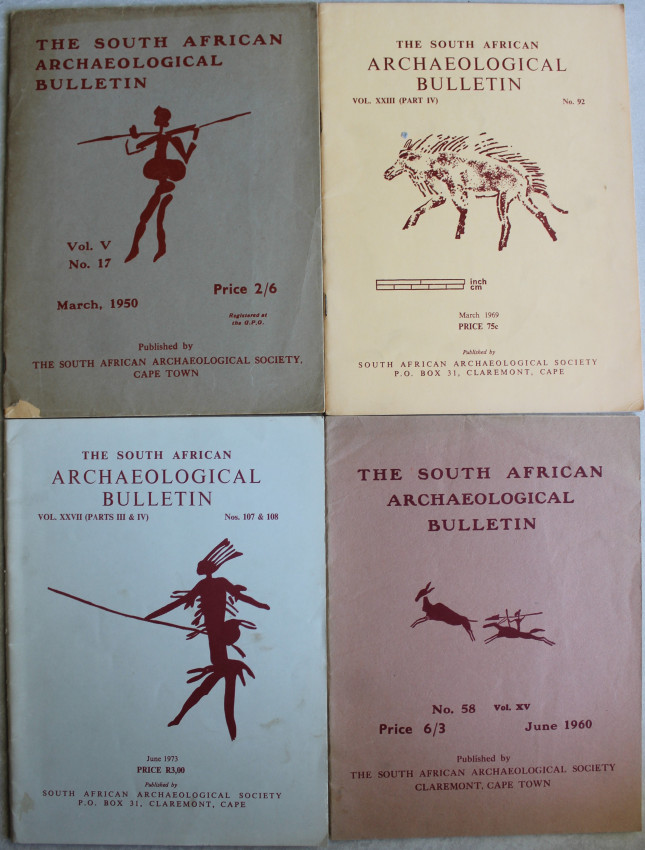 THE SOUTH AFRICAN
ARCHAEOLOGICAL
BULLETIN
Vol. V
No. 17
March, 1950
Price 2/6
Registered at
the G.P.O.
Published by
THE SOUTH AFRICAN ARCHAEOLOGICAL SOCIETY.
CAPE TOWN
THE SOUTH AFRICAN
ARCHAEOLOGICAL
BULLETIN
VOL. XXIII (PART IV) No. 92
inch
cm
March 1969
PRICE 75c
Published by
SOUTH AFRICAN ARCHAEOLOGICAL SOCIETY
P.O. BOX 31, CLAREMONT, CAPE
THE SOUTH AFRICAN
ARCHAEOLOGICAL
BULLETIN
VOL. XXVII (PARTS III & IV) Nos. 107 & 108
June 1973
PRICE R3,00
Published by
SOUTH AFRICAN ARCHAEOLOGICAL SOCIETY
P.O. BOX 31, CLAREMONT, CAPE
THE SOUTH AFRICAN
ARCHAEOLOGICAL
BULLETIN
No. 58 Vol. XV
Price 6/3 June 1960
Published by
THE SOUTH AFRICAN ARCHAEOLOGICAL SOCIETY
CLAREMONT, CAPE TOWN